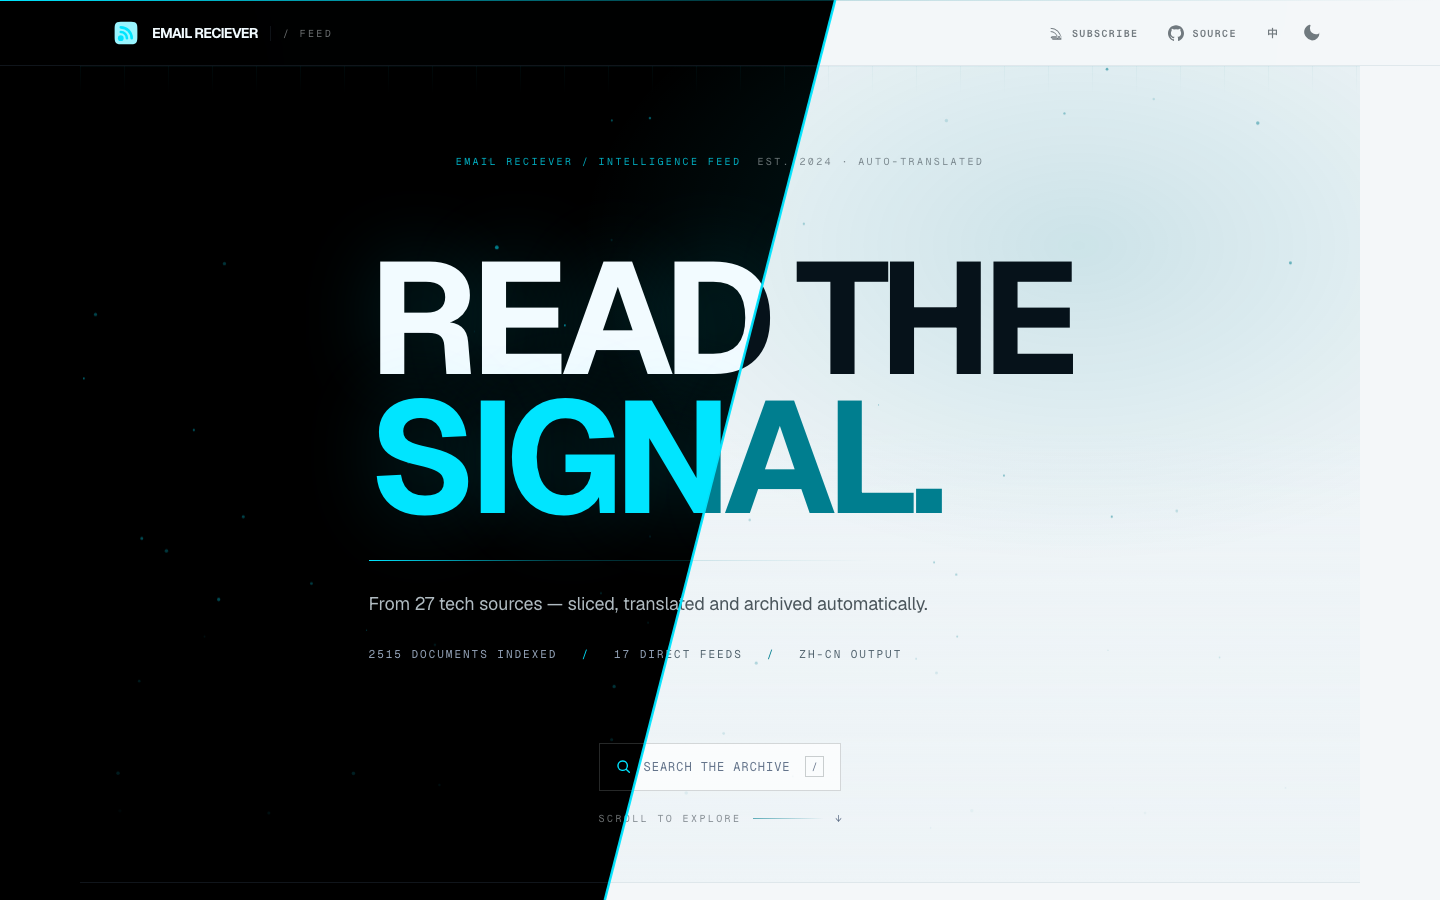 EMAIL RECIEVER / FEED
SUBSCRIBE SOURCE 中
EMAIL RECIEVER / INTELLIGENCE FEED EST. 2024 · AUTO-TRANSLATED
READ THE
SIGNAL.
From 27 tech sources — sliced, translated and archived automatically.
2515 DOCUMENTS INDEXED / 17 DIRECT FEEDS / ZH-CN OUTPUT
SEARCH THE ARCHIVE /
SCROLL TO EXPLORE ↓